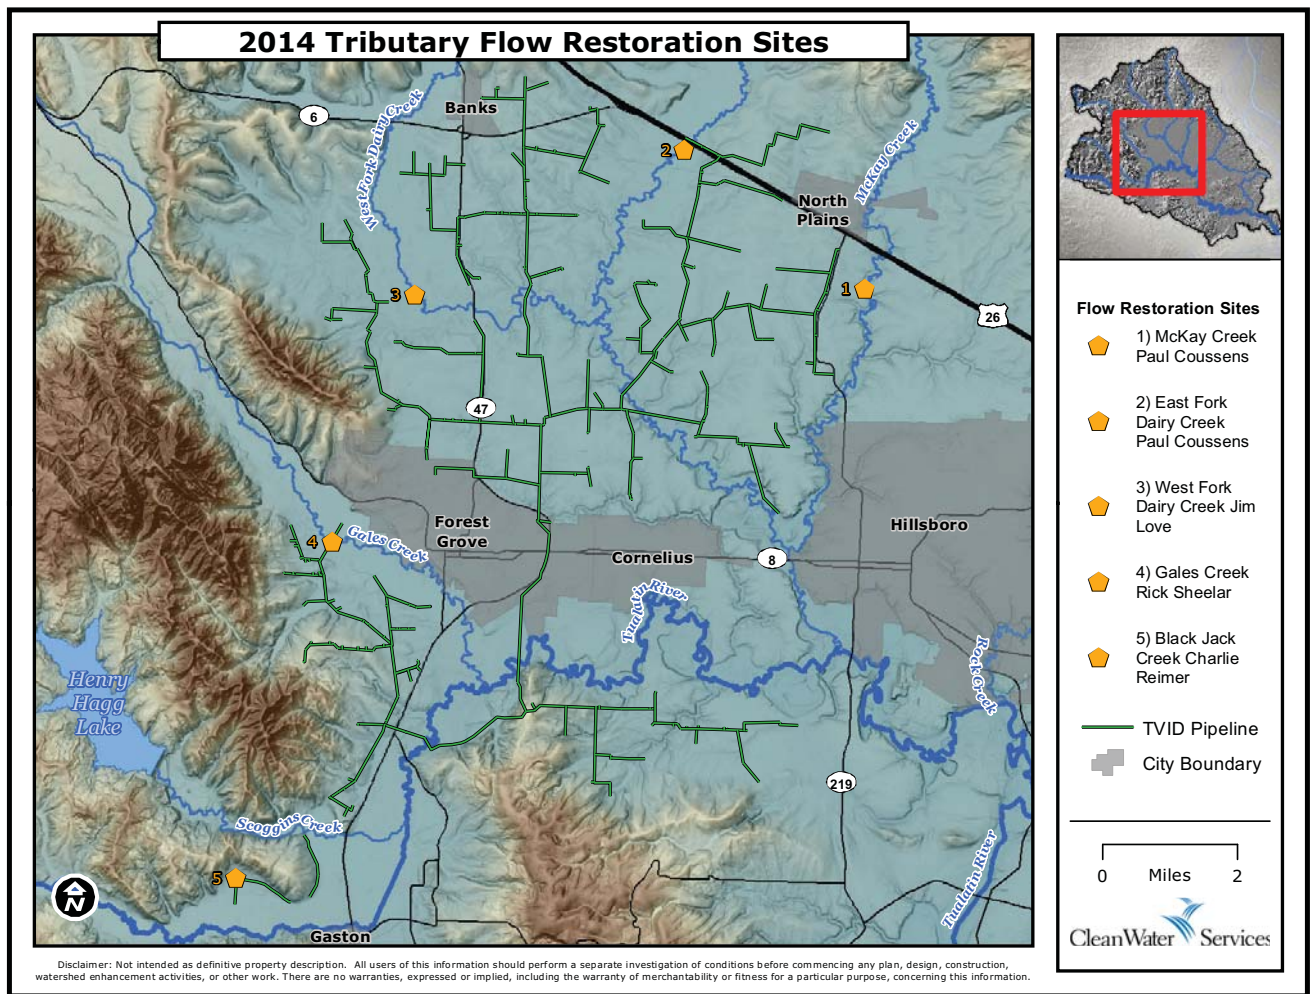 2014 Tributary Flow Restoration Sites
Banks
6
West Fork Dairy Creek
2
McKay Creek
North
Plains
3
1
26
47
Forest
Grove
Hillsboro
4
Gales Creek
Cornelius
8
Tualatin River
Rock Creek
Henry
Hagg
Lake
219
Scoggins Creek
5
Tualatin River
N
Gaston
Flow Restoration Sites
1) McKay Creek
Paul Coussens
2) East Fork
Dairy Creek
Paul Coussens
3) West Fork
Dairy Creek Jim
Love
4) Gales Creek
Rick Sheelar
5) Black Jack
Creek Charlie
Reimer
TVID Pipeline
City Boundary
0 Miles 2
CleanWater Services
Disclaimer: Not intended as definitive property description. All users of this information should perform a separate investigation of conditions before commencing any plan, design, construction,
watershed enhancement activities, or other work. There are no warranties, expressed or implied, including the warranty of merchantability or fitness for a particular purpose, concerning this information.